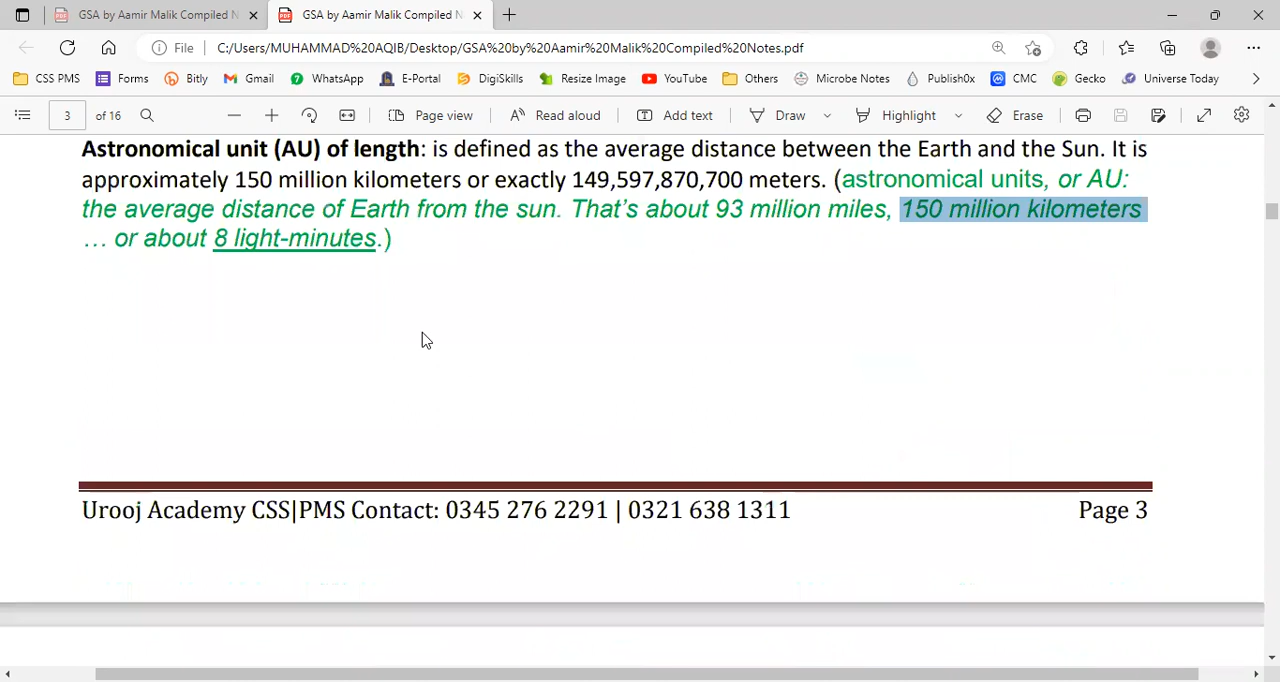 GSA by Aamir Malik Compiled N
GSA by Aamir Malik Compiled N
File C:/Users/MUHAMMAD%20AQIB/Desktop/GSA%20by%20Aamir%20Malik%20Compiled%20Notes.pdf
CSS PMS Forms Bitly Gmail WhatsApp E-Portal DigiSkills Resize Image YouTube Others Microbe Notes Publish0x CMC Gecko Universe Today
3 of 16 Page view Read aloud Add text Draw Highlight Erase
Astronomical unit (AU) of length: is defined as the average distance between the Earth and the Sun. It is
approximately 150 million kilometers or exactly 149,597,870,700 meters. (astronomical units, or AU:
the average distance of Earth from the sun. That's about 93 million miles, 150 million kilometers
… or about 8 light-minutes.)
Urooj Academy CSS|PMS Contact: 0345 276 2291 | 0321 638 1311 Page 3